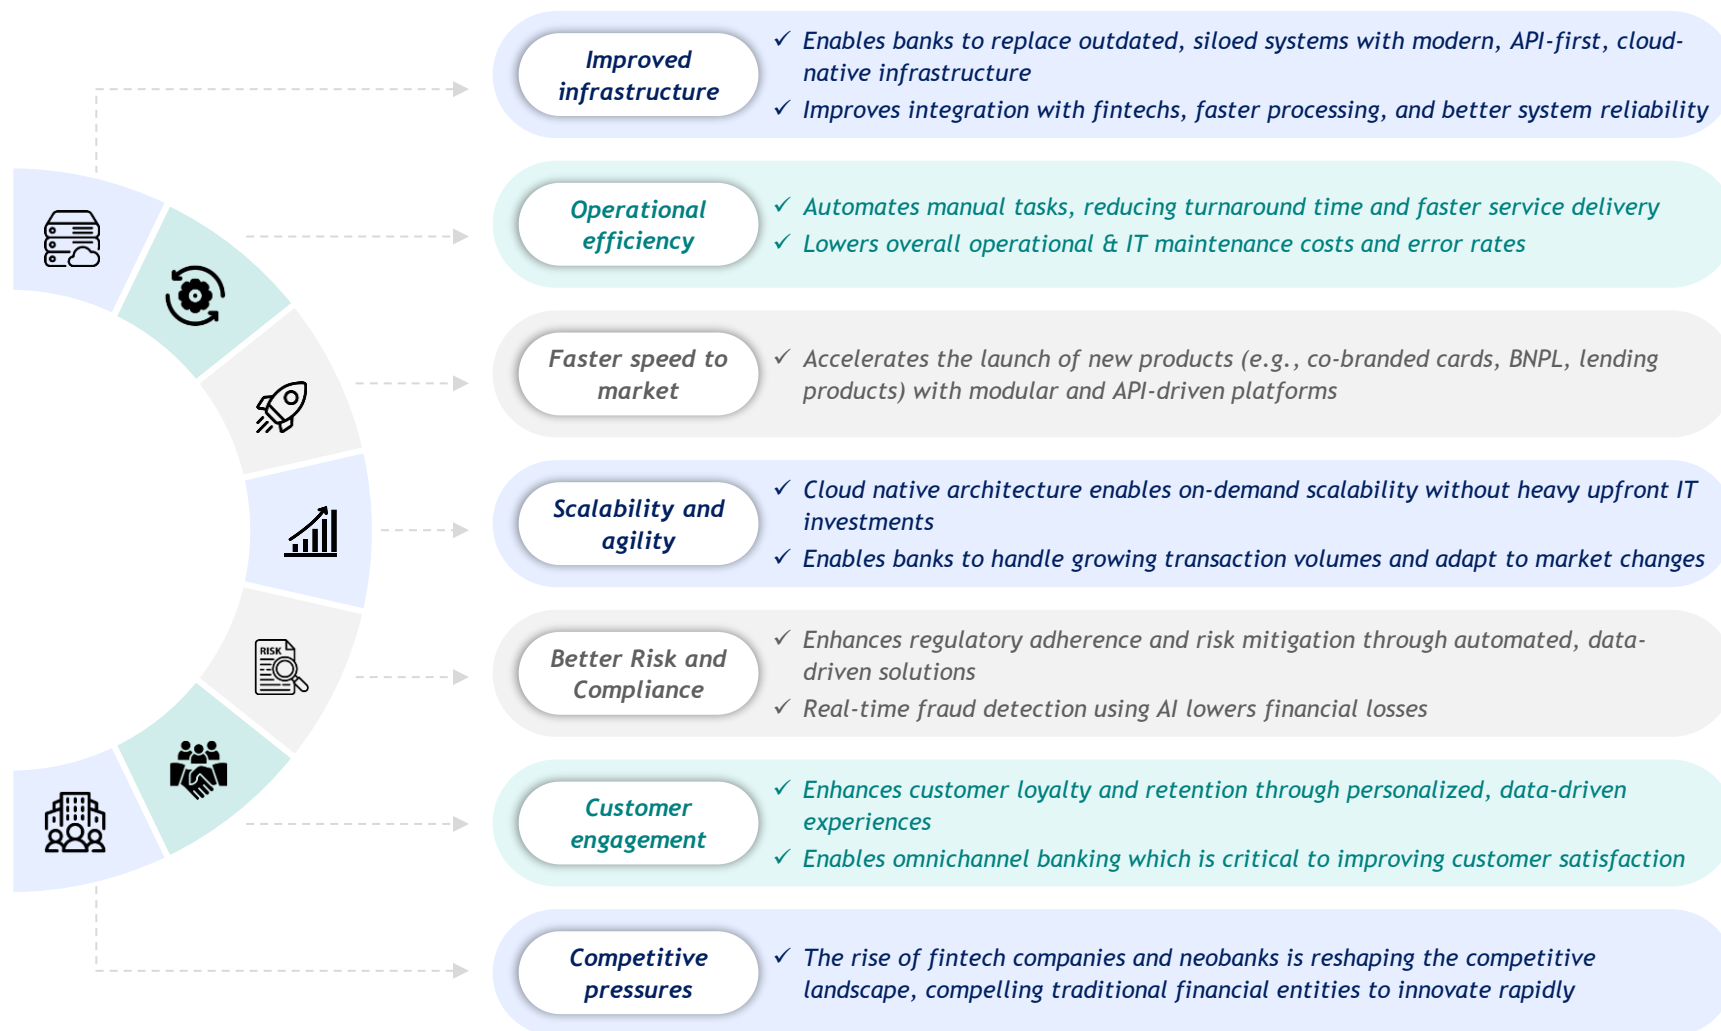 Improved
infrastructure
✓ Enables banks to replace outdated, siloed systems with modern, API-first, cloud-
native infrastructure
✓ Improves integration with fintechs, faster processing, and better system reliability
Operational
efficiency
✓ Automates manual tasks, reducing turnaround time and faster service delivery
✓ Lowers overall operational & IT maintenance costs and error rates
Faster speed to
market
✓ Accelerates the launch of new products (e.g., co-branded cards, BNPL, lending
products) with modular and API-driven platforms
Scalability and
agility
✓ Cloud native architecture enables on-demand scalability without heavy upfront IT
investments
✓ Enables banks to handle growing transaction volumes and adapt to market changes
RISK
Better Risk and
Compliance
✓ Enhances regulatory adherence and risk mitigation through automated, data-
driven solutions
✓ Real-time fraud detection using AI lowers financial losses
Customer
engagement
✓ Enhances customer loyalty and retention through personalized, data-driven
experiences
✓ Enables omnichannel banking which is critical to improving customer satisfaction
Competitive
pressures
✓ The rise of fintech companies and neobanks is reshaping the competitive
landscape, compelling traditional financial entities to innovate rapidly